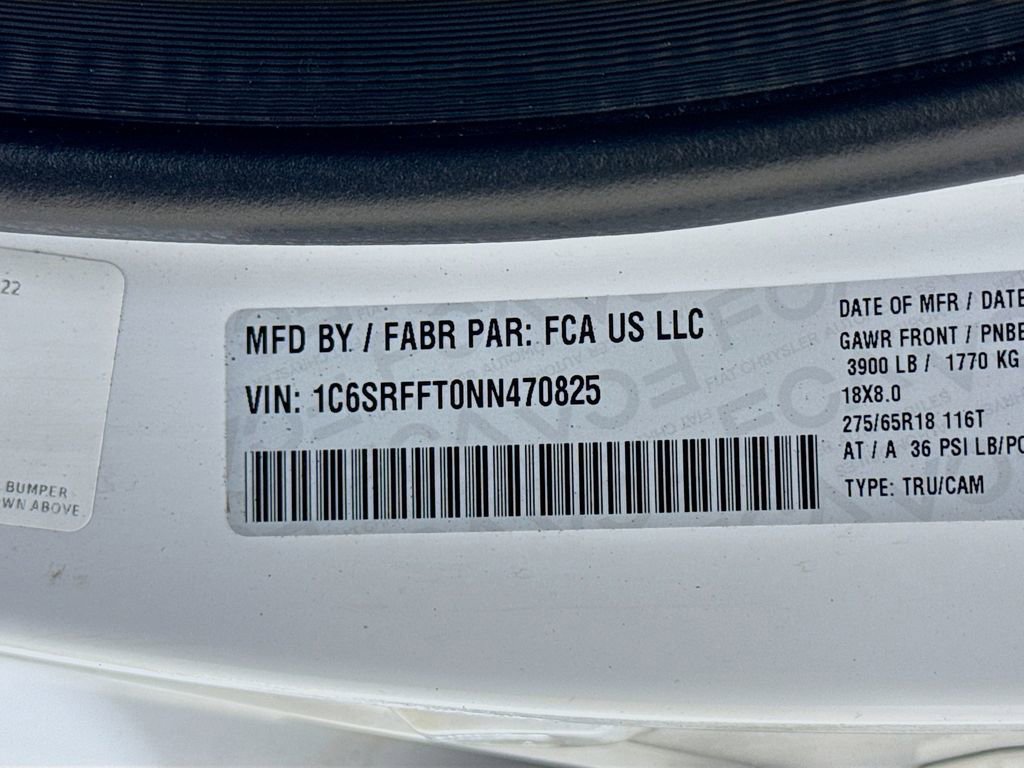 22
BUMPER
WN ABOVE
MFD BY / FABR PAR: FCA US LLC
VIN: 1C6SRFFT0NN470825
DATE OF MFR / DATE
GAWR FRONT / PNBE
3900 LB / 1770 KG
18X8.0
275/65R18 116T
AT / A 36 PSI LB/PO
TYPE: TRU/CAM